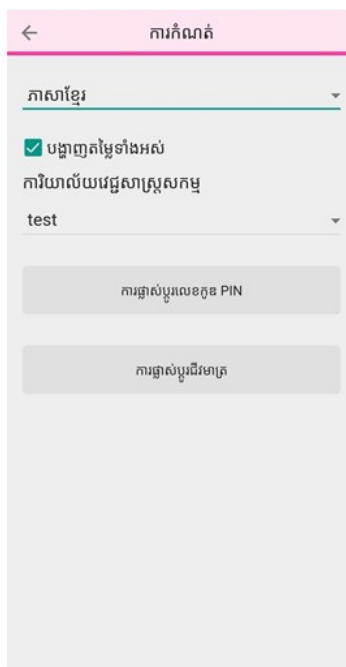 ការកំណត់
ភាសាខ្មែរ
បង្ហាញតម្លៃទាំងអស់
ការិយាល័យវេជ្ជសាស្ត្រសកម្ម
test
ការផ្លាស់ប្តូរលេខកូឌ PIN
ការផ្លាស់ប្តូរជីវមាត្រ